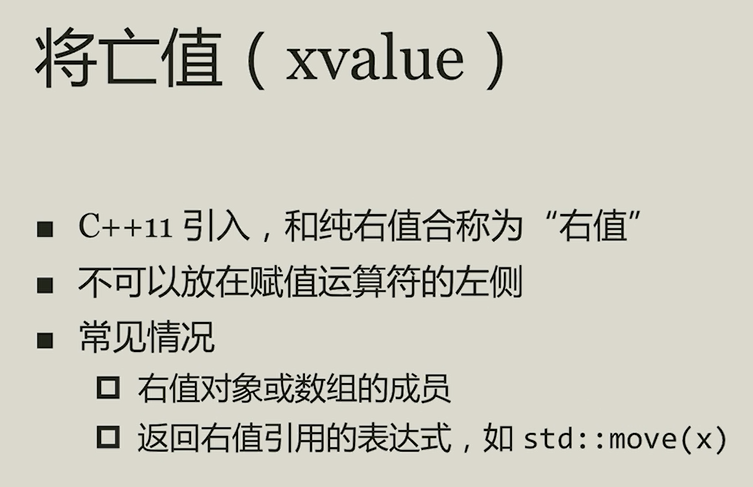 将亡值（xvalue）
C++11 引入，和纯右值合称为“右值”
不可以放在赋值运算符的左侧
常见情况
右值对象或数组的成员
返回右值引用的表达式，如 std::move(x)